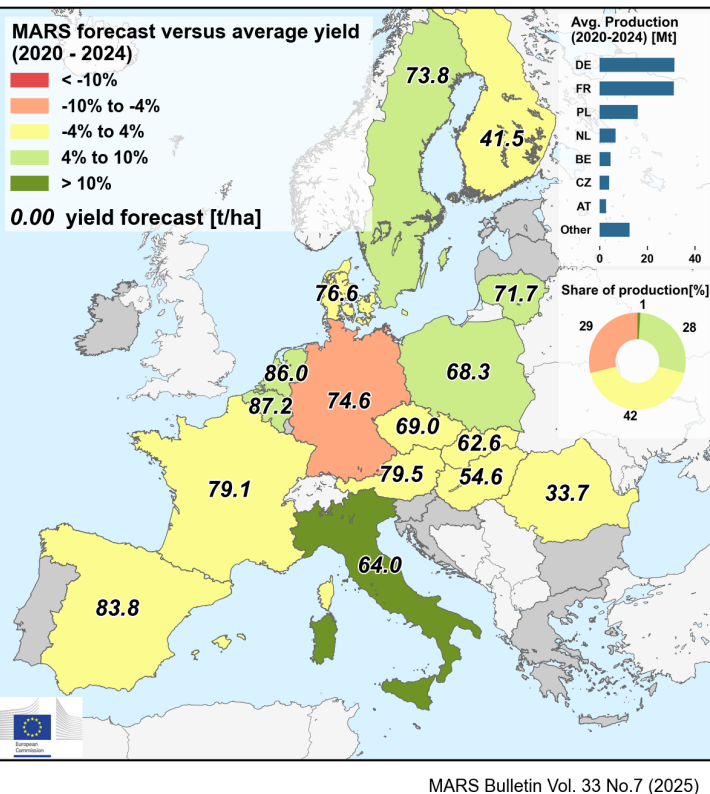 MARS forecast versus average yield
(2020 - 2024)
< -10%
-10% to -4%
-4% to 4%
4% to 10%
> 10%
0.00 yield forecast [t/ha]
Avg. Production
(2020-2024) [Mt]
DE
FR
PL
NL
BE
CZ
AT
Other
0 20 40
Share of production[%]
1
29 28
42
73.8
41.5
76.6
71.7
86.0
68.3
87.2
74.6
69.0
62.6
79.5 54.6
79.1
33.7
64.0
83.8
European
Commission
MARS Bulletin Vol. 33 No.7 (2025)